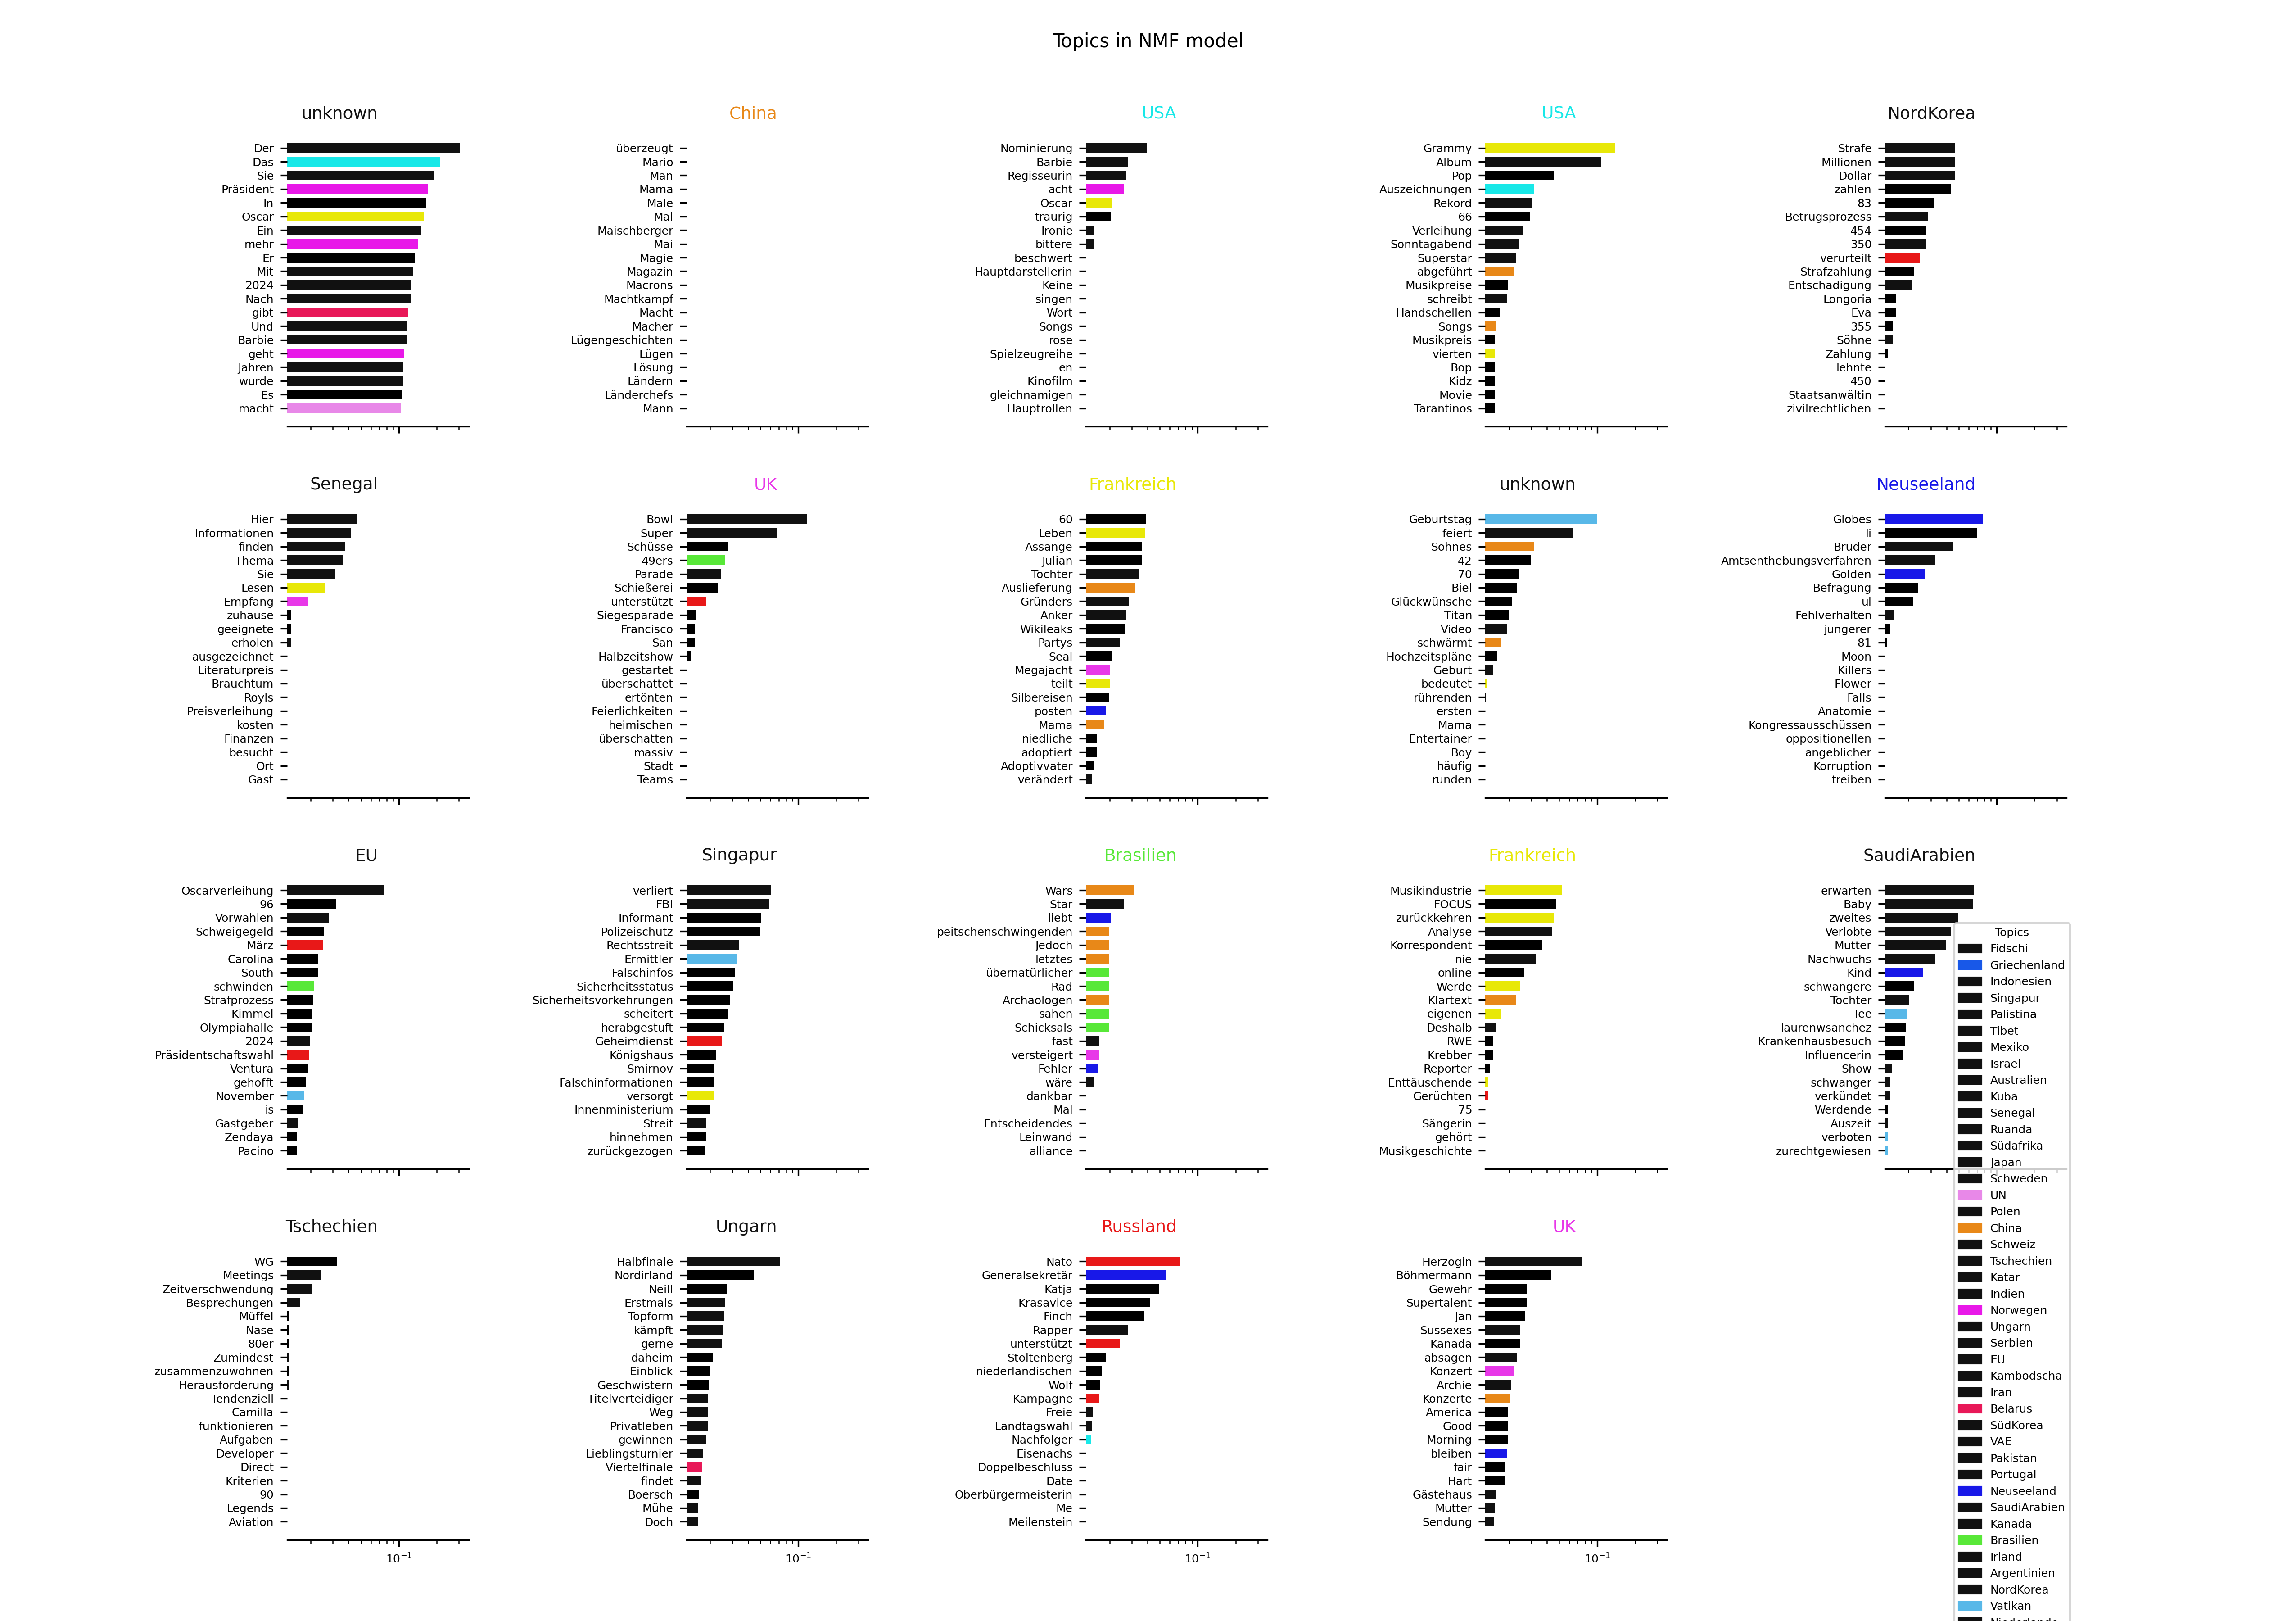 Topics in NMF model
unknown
Der
Das
Sie
Präsident
In
Oscar
Ein
mehr
Er
Mit
2024
Nach
gibt
Und
Barbie
geht
Jahren
wurde
Es
macht
China
überzeugt
Mario
Man
Mama
Male
Mal
Maischberger
Mai
Magie
Magazin
Macrons
Machtkampf
Macht
Macher
Lügengeschichten
Lügen
Lösung
Ländern
Länderchefs
Mann
USA
Nominierung
Barbie
Regisseurin
acht
Oscar
traurig
Ironie
bittere
beschwert
Hauptdarstellerin
Keine
singen
Wort
Songs
rose
Spielzeugreihe
en
Kinofilm
gleichnamigen
Hauptrollen
USA
Grammy
Album
Pop
Auszeichnungen
Rekord
66
Verleihung
Sonntagabend
Superstar
abgeführt
Musikpreise
schreibt
Handschellen
Songs
Musikpreis
vierten
Bop
Kidz
Movie
Tarantinos
NordKorea
Strafe
Millionen
Dollar
zahlen
83
Betrugsprozess
454
350
verurteilt
Strafzahlung
Entschädigung
Longoria
Eva
355
Söhne
Zahlung
lehnte
450
Staatsanwältin
zivilrechtlichen
Senegal
Hier
Informationen
finden
Thema
Sie
Lesen
Empfang
zuhause
geeignete
erholen
ausgezeichnet
Literaturpreis
Brauchtum
Royls
Preisverleihung
kosten
Finanzen
besucht
Ort
Gast
UK
Bowl
Super
Schüsse
49ers
Parade
Schießerei
unterstützt
Siegesparade
Francisco
San
Halbzeitshow
gestartet
überschattet
ertönten
Feierlichkeiten
heimischen
überschatten
massiv
Stadt
Teams
Frankreich
60
Leben
Assange
Julian
Tochter
Auslieferung
Gründers
Anker
Wikileaks
Partys
Seal
Megajacht
teilt
Silbereisen
posten
Mama
niedliche
adoptiert
Adoptivvater
verändert
unknown
Geburtstag
feiert
Sohnes
42
70
Biel
Glückwünsche
Titan
Video
schwärmt
Hochzeitspläne
Geburt
bedeutet
rührenden
ersten
Mama
Entertainer
Boy
häufig
runden
Neuseeland
Globes
li
Bruder
Amtsenthebungsverfahren
Golden
Befragung
ul
Fehlverhalten
jüngerer
81
Moon
Killers
Flower
Falls
Anatomie
Kongressausschüssen
oppositionellen
angeblicher
Korruption
treiben
EU
Oscarverleihung
96
Vorwahlen
Schweigegeld
März
Carolina
South
schwinden
Strafprozess
Kimmel
Olympiahalle
2024
Präsidentschaftswahl
Ventura
gehofft
November
is
Gastgeber
Zendaya
Pacino
Singapur
verliert
FBI
Informant
Polizeischutz
Rechtsstreit
Ermittler
Falschinfos
Sicherheitsstatus
Sicherheitsvorkehrungen
scheitert
herabgestuft
Geheimdienst
Königshaus
Smirnov
Falschinformationen
versorgt
Innenministerium
Streit
hinnehmen
zurückgezogen
Brasilien
Wars
Star
liebt
peitschenschwingenden
Jedoch
letztes
übernatürlicher
Rad
Archäologen
sahen
Schicksals
fast
versteigert
Fehler
wäre
dankbar
Mal
Entscheidendes
Leinwand
alliance
Frankreich
Musikindustrie
FOCUS
zurückkehren
Analyse
Korrespondent
nie
online
Werde
Klartext
eigenen
Deshalb
RWE
Krebber
Reporter
Enttäuschende
Gerüchten
75
Sängerin
gehört
Musikgeschichte
SaudiArabien
erwarten
Baby
zweites
Verlobte
Mutter
Nachwuchs
Kind
schwangere
Tochter
Tee
laurenwsanchez
Krankenhausbesuch
Influencerin
Show
schwanger
verkündet
Werdende
Auszeit
verboten
zurechtgewiesen
Tschechien
WG
Meetings
Zeitverschwendung
Besprechungen
Müffel
Nase
80er
Zumindest
zusammenzuwohnen
Herausforderung
Tendenziell
Camilla
funktionieren
Aufgaben
Developer
Direct
Kriterien
90
Legends
Aviation
10⁻¹
Ungarn
Halbfinale
Nordirland
Neill
Erstmals
Topform
kämpft
gerne
daheim
Einblick
Geschwistern
Titelverteidiger
Weg
Privatleben
gewinnen
Lieblingsturnier
Viertelfinale
findet
Boersch
Mühe
Doch
10⁻¹
Russland
Nato
Generalsekretär
Katja
Krasavice
Finch
Rapper
unterstützt
Stoltenberg
niederländischen
Wolf
Kampagne
Freie
Landtagswahl
Nachfolger
Eisenachs
Doppelbeschluss
Date
Oberbürgermeisterin
Me
Meilenstein
10⁻¹
UK
Herzogin
Böhmermann
Gewehr
Supertalent
Jan
Sussexes
Kanada
absagen
Konzert
Archie
Konzerte
America
Good
Morning
bleiben
fair
Hart
Gästehaus
Mutter
Sendung
10⁻¹
Topics
Fidschi
Griechenland
Indonesien
Singapur
Palistina
Tibet
Mexiko
Israel
Australien
Kuba
Senegal
Ruanda
Südafrika
Japan
Schweden
UN
Polen
China
Schweiz
Tschechien
Katar
Indien
Norwegen
Ungarn
Serbien
EU
Kambodscha
Iran
Belarus
SüdKorea
VAE
Pakistan
Portugal
Neuseeland
SaudiArabien
Kanada
Brasilien
Irland
Argentinien
NordKorea
Vatikan